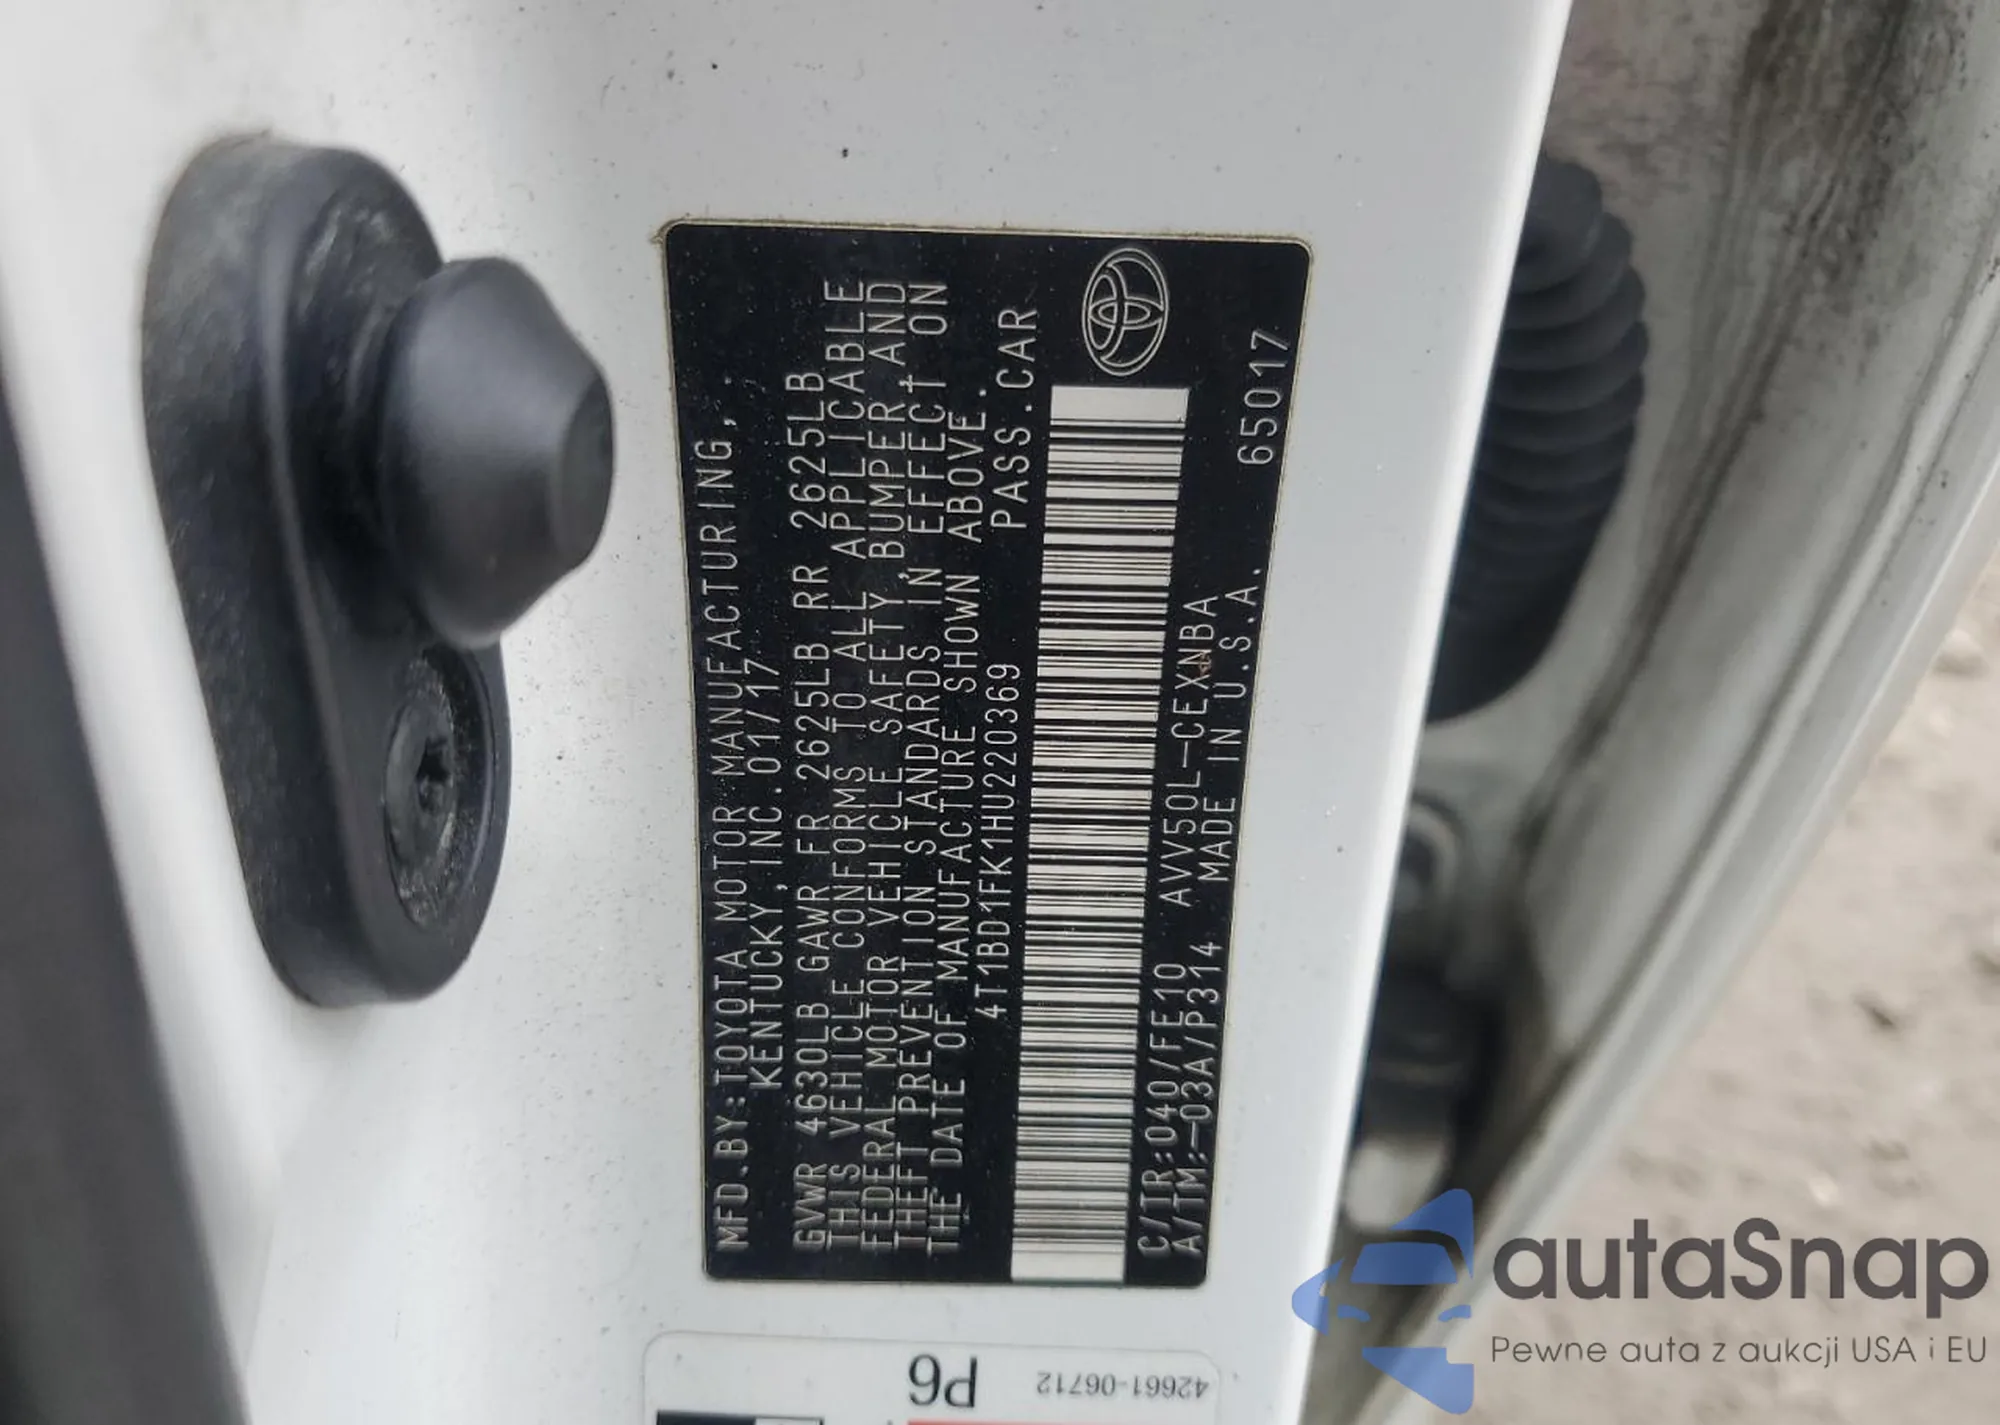 MFD.BY:TOYOTA MOTOR MANUFACTURING,
KENTUCKY,INC.01/17
GVWR 4630LB GAWR FR 2625LB RR 2625LB
THIS VEHICLE CONFORMS TO ALL APPLICABLE
FEDERAL MOTOR VEHICLE SAFETY,BUMPER,AND
THEFT PREVENTION STANDARDS IN EFFECT ON
THE DATE OF MANUFACTURE SHOWN ABOVE.
4T1BD1FK1HU220369 PASS.CAR
C/TR:040/FE10 AVV50L-CEXNBA
A/TM:-03A/P314 MADE IN U.S.A. 65017
P6
42661-06712
autaSnap
Pewne auta z aukcji USA i EU